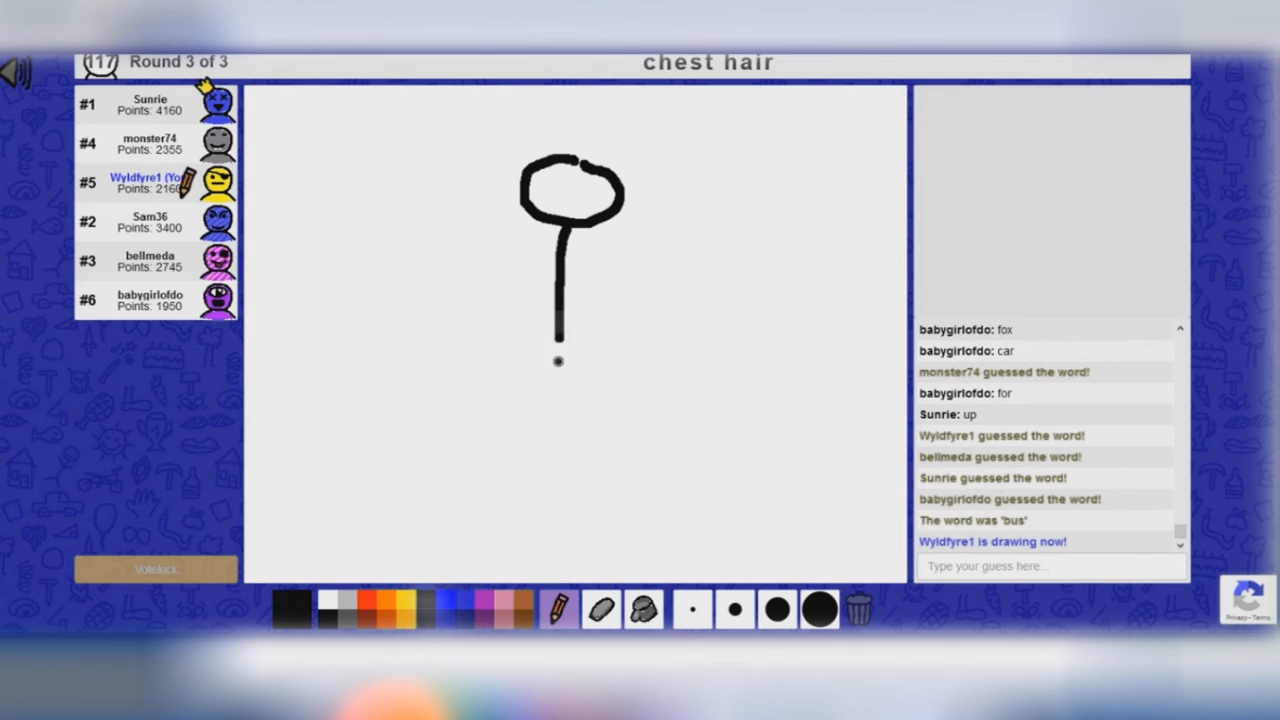 117 Round 3 of 3
chest hair
#1 Sunrie
Points: 4160
#4 monster74
Points: 2355
#5 Wyldfyre1 (Yo
Points: 2160
#2 Sam36
Points: 3400
#3 bellmeda
Points: 2745
#6 babygirlofdo
Points: 1950
Votekick
babygirlofdo: fox
babygirlofdo: car
monster74 guessed the word!
babygirlofdo: for
Sunrie: up
Wyldfyre1 guessed the word!
bellmeda guessed the word!
Sunrie guessed the word!
babygirlofdo guessed the word!
The word was 'bus'
Wyldfyre1 is drawing now!
Type your guess here...
Privacy - Terms